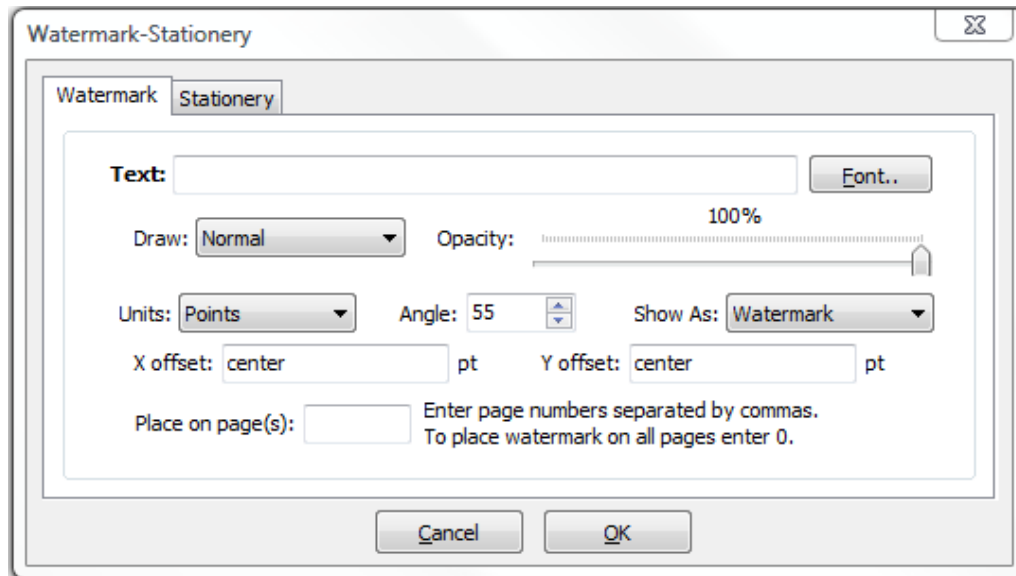 Watermark-Stationery
Watermark Stationery
Text: Font..
100%
Draw: Normal Opacity:
Units: Points Angle: 55 Show As: Watermark
X offset: center pt Y offset: center pt
Place on page(s): Enter page numbers separated by commas.
To place watermark on all pages enter 0.
Cancel OK